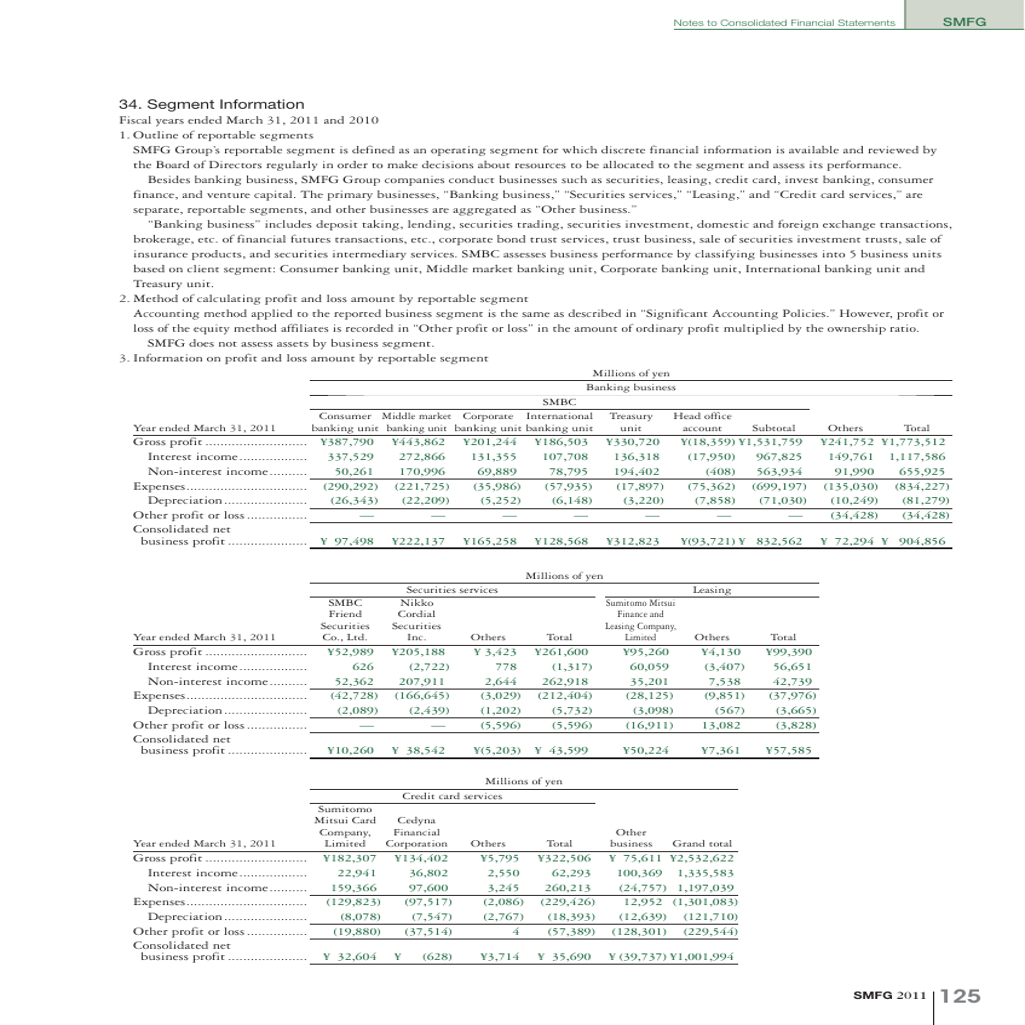 Notes to Consolidated Financial Statements SMFG
34. Segment Information
Fiscal years ended March 31, 2011 and 2010
1. Outline of reportable segments
SMFG Group's reportable segment is defined as an operating segment for which discrete financial information is available and reviewed by
the Board of Directors regularly in order to make decisions about resources to be allocated to the segment and assess its performance.
Besides banking business, SMFG Group companies conduct businesses such as securities, leasing, credit card, invest banking, consumer
finance, and venture capital. The primary businesses, "Banking business," "Securities services," "Leasing," and "Credit card services," are
separate, reportable segments, and other businesses are aggregated as "Other business."
"Banking business" includes deposit taking, lending, securities trading, securities investment, domestic and foreign exchange transactions,
brokerage, etc. of financial futures transactions, etc., corporate bond trust services, trust business, sale of securities investment trusts, sale of
insurance products, and securities intermediary services. SMBC assesses business performance by classifying businesses into 5 business units
based on client segment: Consumer banking unit, Middle market banking unit, Corporate banking unit, International banking unit and
Treasury unit.
2. Method of calculating profit and loss amount by reportable segment
Accounting method applied to the reported business segment is the same as described in "Significant Accounting Policies." However, profit or
loss of the equity method affiliates is recorded in "Other profit or loss" in the amount of ordinary profit multiplied by the ownership ratio.
SMFG does not assess assets by business segment.
3. Information on profit and loss amount by reportable segment
Millions of yen
Banking business
SMBC
Consumer Middle market Corporate International Treasury Head office
Year ended March 31, 2011 banking unit banking unit banking unit banking unit unit account Subtotal Others Total
Gross profit ........................... ¥387,790 ¥443,862 ¥201,244 ¥186,503 ¥330,720 ¥(18,359) ¥1,531,759 ¥241,752 ¥1,773,512
Interest income.................. 337,529 272,866 131,355 107,708 136,318 (17,950) 967,825 149,761 1,117,586
Non-interest income.......... 50,261 170,996 69,889 78,795 194,402 (408) 563,934 91,990 655,925
Expenses................................ (290,292) (221,725) (35,986) (57,935) (17,897) (75,362) (699,197) (135,030) (834,227)
Depreciation ...................... (26,343) (22,209) (5,252) (6,148) (3,220) (7,858) (71,030) (10,249) (81,279)
Other profit or loss ................ — — — — — — — (34,428) (34,428)
Consolidated net
business profit ..................... ¥ 97,498 ¥222,137 ¥165,258 ¥128,568 ¥312,823 ¥(93,721) ¥ 832,562 ¥ 72,294 ¥ 904,856
Millions of yen
Securities services Leasing
SMBC Nikko Sumitomo Mitsui
Friend Cordial Finance and
Securities Securities Leasing Company,
Year ended March 31, 2011 Co., Ltd. Inc. Others Total Limited Others Total
Gross profit ........................... ¥52,989 ¥205,188 ¥ 3,423 ¥261,600 ¥95,260 ¥4,130 ¥99,390
Interest income.................. 626 (2,722) 778 (1,317) 60,059 (3,407) 56,651
Non-interest income.......... 52,362 207,911 2,644 262,918 35,201 7,538 42,739
Expenses................................ (42,728) (166,645) (3,029) (212,404) (28,125) (9,851) (37,976)
Depreciation ...................... (2,089) (2,439) (1,202) (5,732) (3,098) (567) (3,665)
Other profit or loss ................ — — (5,596) (5,596) (16,911) 13,082 (3,828)
Consolidated net
business profit ..................... ¥10,260 ¥ 38,542 ¥(5,203) ¥ 43,599 ¥50,224 ¥7,361 ¥57,585
Millions of yen
Credit card services
Sumitomo
Mitsui Card Cedyna
Company, Financial Other
Year ended March 31, 2011 Limited Corporation Others Total business Grand total
Gross profit ........................... ¥182,307 ¥134,402 ¥5,795 ¥322,506 ¥ 75,611 ¥2,532,622
Interest income.................. 22,941 36,802 2,550 62,293 100,369 1,335,583
Non-interest income.......... 159,366 97,600 3,245 260,213 (24,757) 1,197,039
Expenses................................ (129,823) (97,517) (2,086) (229,426) 12,952 (1,301,083)
Depreciation ...................... (8,078) (7,547) (2,767) (18,393) (12,639) (121,710)
Other profit or loss ................ (19,880) (37,514) 4 (57,389) (128,301) (229,544)
Consolidated net
business profit ..................... ¥ 32,604 ¥ (628) ¥3,714 ¥ 35,690 ¥ (39,737) ¥1,001,994
SMFG 2011 125